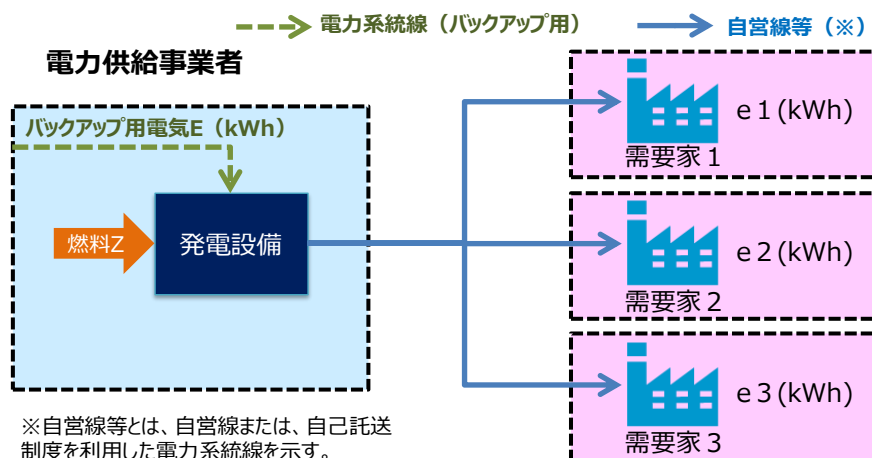 電力系統線（バックアップ用）
自営線等（※）
電力供給事業者
バックアップ用電気E（kWh）
燃料Z
発電設備
e１(kWh)
需要家１
e２(kWh)
需要家２
e３(kWh)
需要家３
※自営線等とは、自営線または、自己託送
制度を利用した電力系統線を示す。